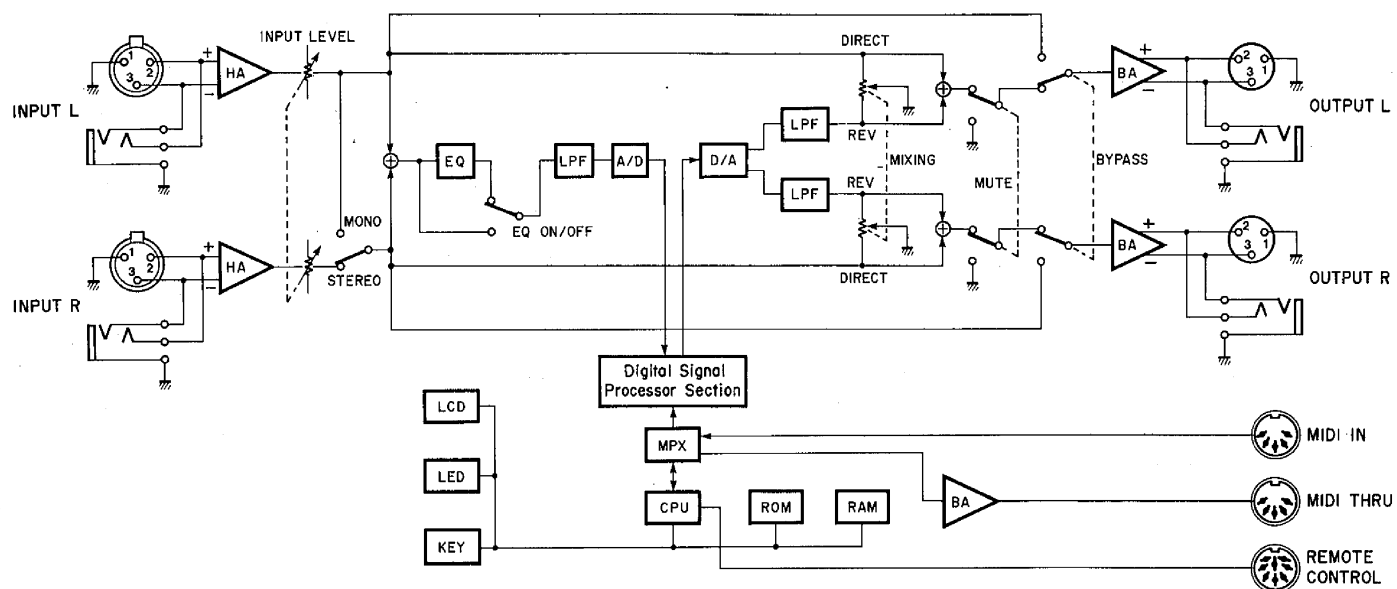 INPUT LEVEL
DIRECT
1
2
3
+
−
HA
BA
+
−
2
1
3
INPUT L
OUTPUT L
LPF
REV
EQ
LPF
A/D
D/A
MIXING
MUTE
BYPASS
LPF
REV
MONO
EQ ON/OFF
1
2
3
+
−
HA
STEREO
DIRECT
BA
+
−
2
1
3
INPUT R
OUTPUT R
Digital Signal
Processor Section
LCD
MPX
MIDI IN
LED
CPU
ROM
RAM
BA
MIDI THRU
KEY
REMOTE
CONTROL